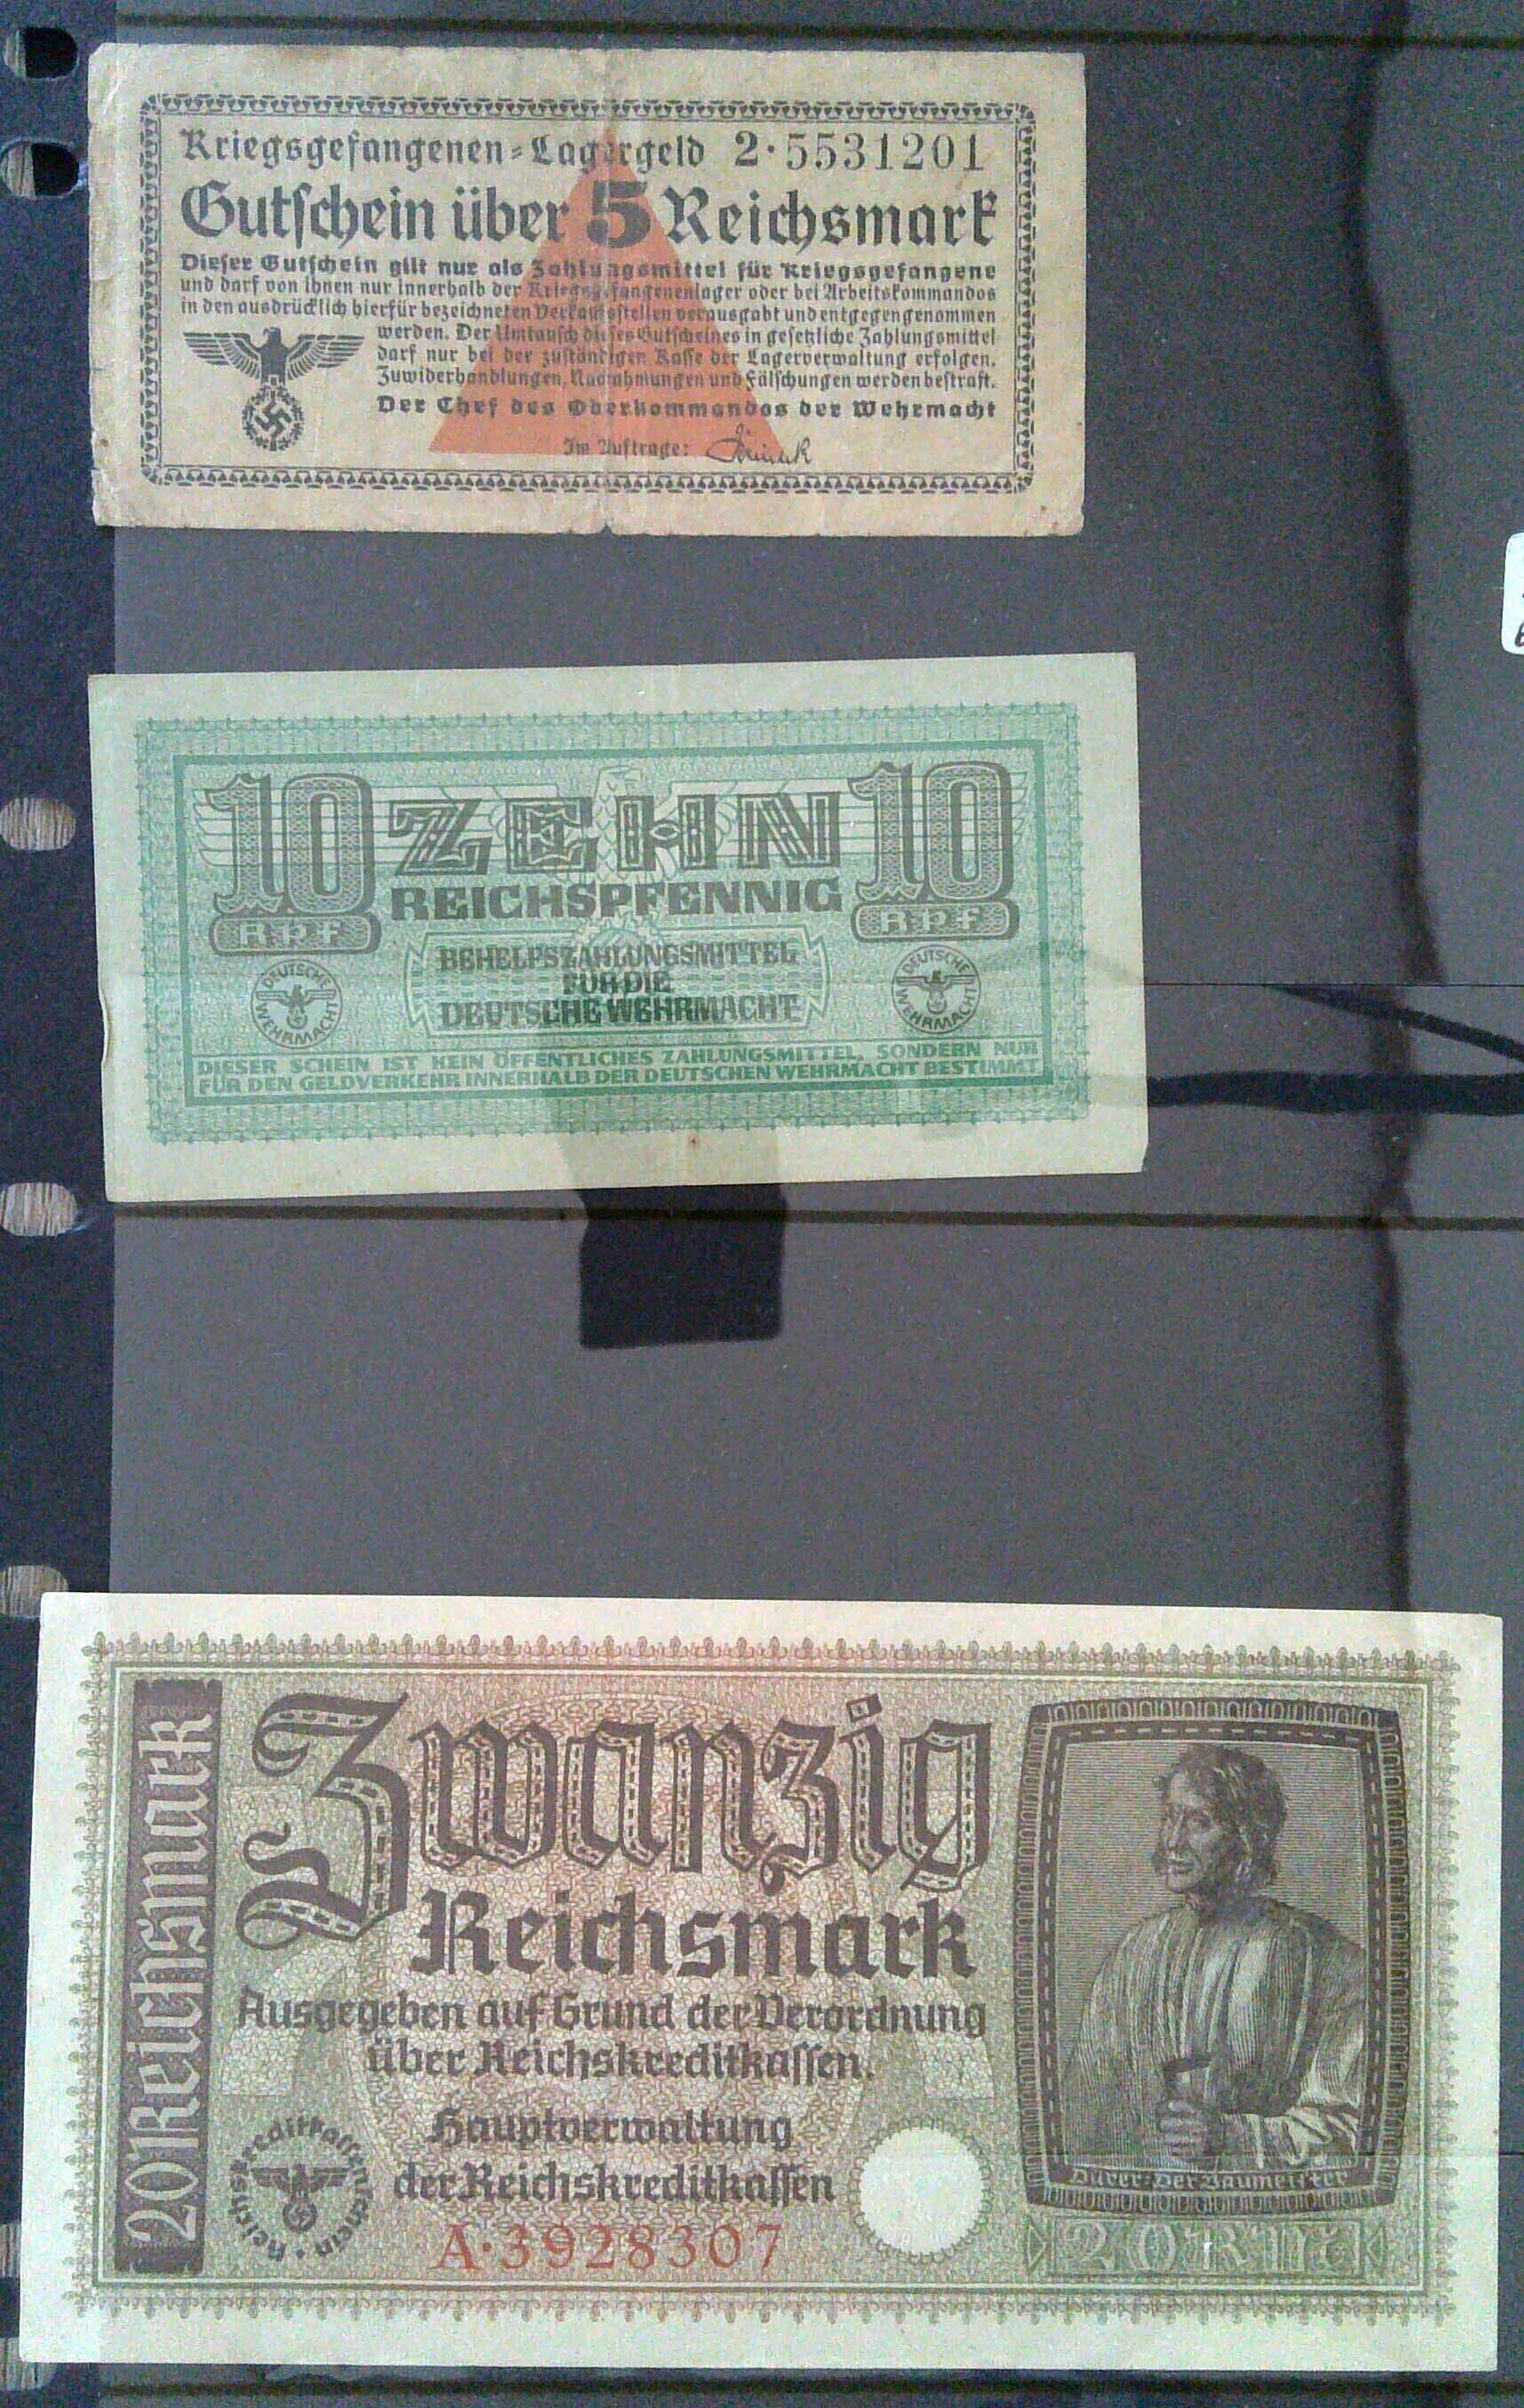 Kriegsgefangenen=Lagergeld 2·5531201
Gutschein über 5 Reichsmark
Dieser Gutschein gilt nur als Zahlungsmittel für Kriegsgefangene
und darf von ihnen nur innerhalb der Kriegsgefangenenlager oder bei Arbeitskommandos
in den ausdrücklich hierfür bezeichneten Verkaufsstellen verausgabt und entgegengenommen
werden. Der Umtausch dieses Gutscheines in gesetzliche Zahlungsmittel
darf nur bei der zuständigen Kasse der Lagerverwaltung erfolgen.
Zuwiderhandlungen, Nachahmungen und Fälschungen werden bestraft.
Der Chef des Oberkommandos der Wehrmacht
Im Auftrage:
10 ZEHN 10
REICHSPFENNIG
Rpf Rpf
BEHELFSZAHLUNGSMITTEL
FÜR DIE
DEUTSCHE WEHRMACHT
DEUTSCHE WEHRMACHT
DEUTSCHE WEHRMACHT
DIESER SCHEIN IST KEIN ÖFFENTLICHES ZAHLUNGSMITTEL, SONDERN NUR
FÜR DEN GELDVERKEHR INNERHALB DER DEUTSCHEN WEHRMACHT BESTIMMT
20 Reichsmark
Zwanzig
Reichsmark
Ausgegeben auf Grund der Verordnung
über Reichskreditkassen.
Hauptverwaltung
der Reichskreditkassen
Reichskreditkassenschein
A·3928307
Dürer: Der Baumeister
20 RM